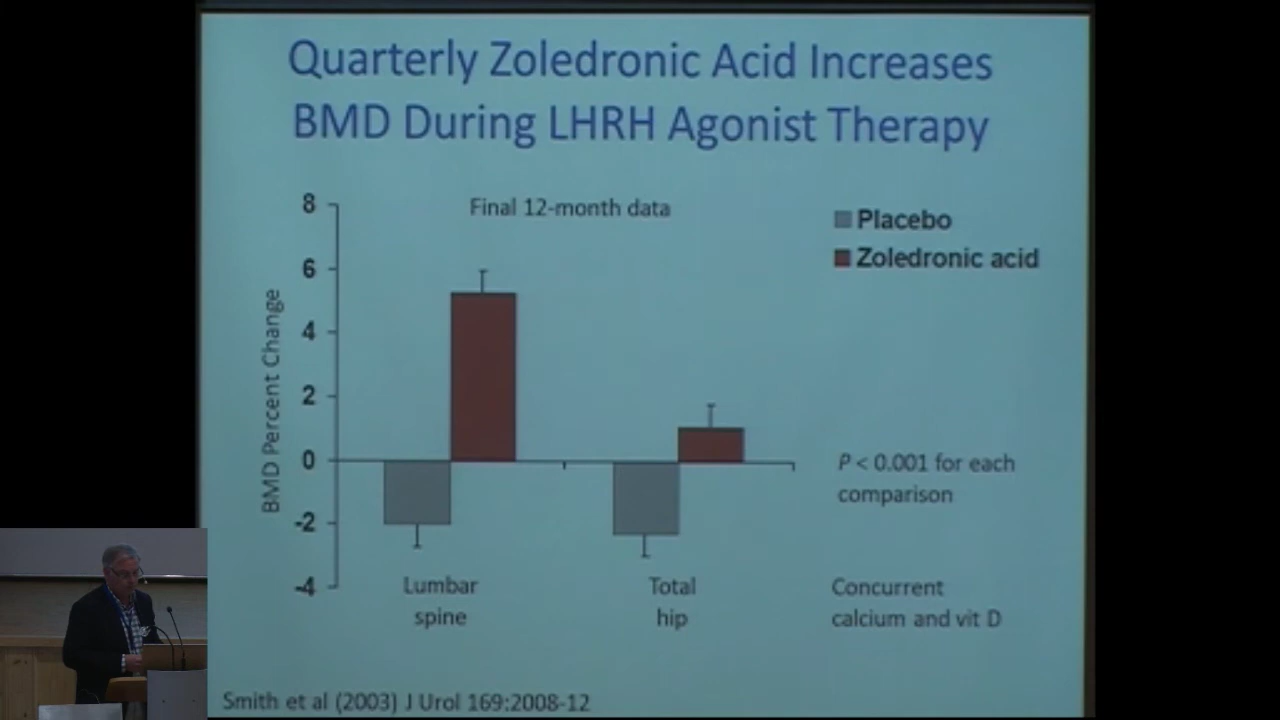 Quarterly Zoledronic Acid Increases
BMD During LHRH Agonist Therapy
Final 12-month data
Placebo
Zoledronic acid
BMD Percent Change
8
6
4
2
0
-2
-4
Lumbar
spine
Total
hip
P < 0.001 for each
comparison
Concurrent
calcium and vit D
Smith et al (2003) J Urol 169:2008-12